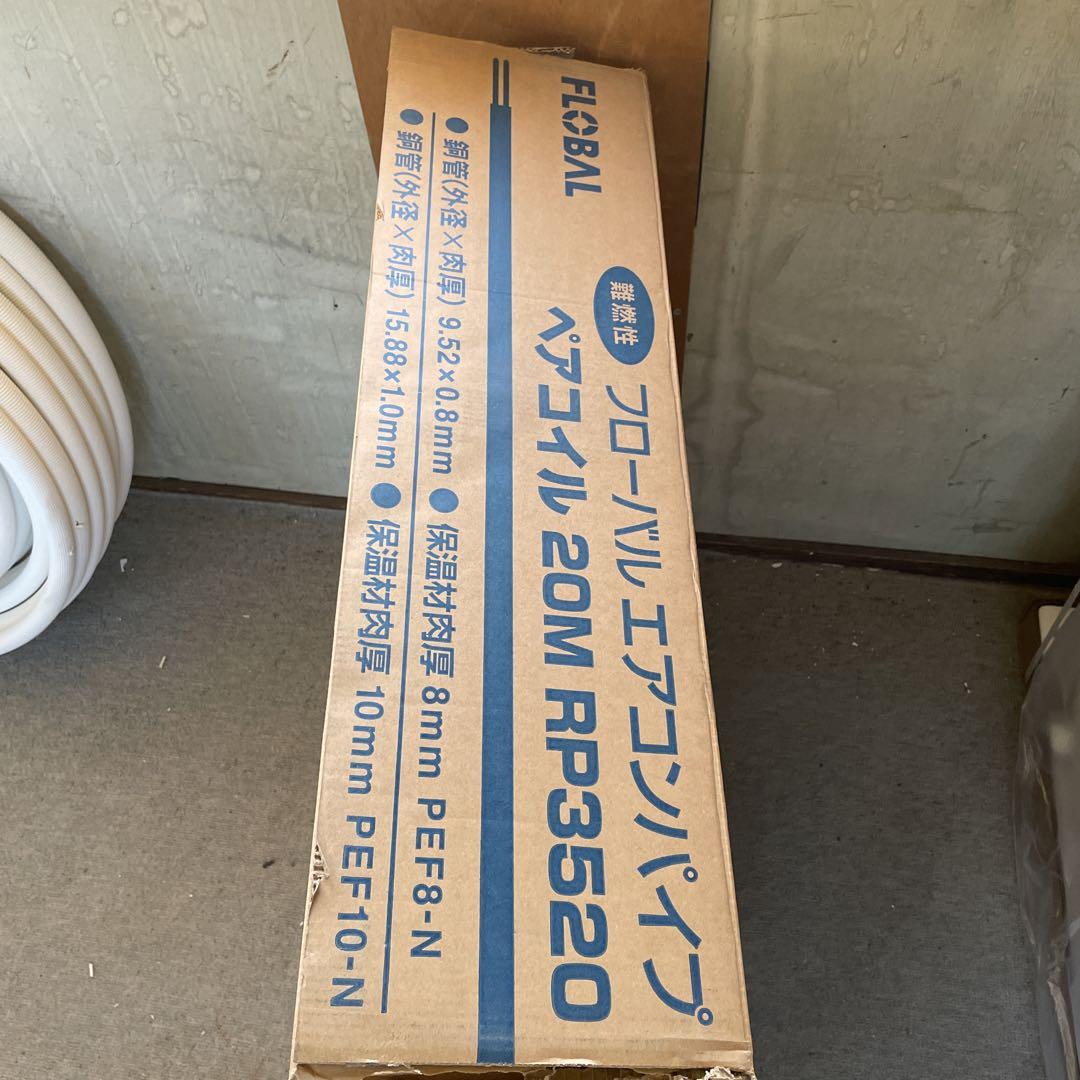 FLOBAL
難燃性
フローバル エアコンパイプ
ペアコイル 20M RP3520
●銅管(外径×肉厚) 9.52×0.8mm ●保温材肉厚 8mm PEF8-N
●銅管(外径×肉厚) 15.88×1.0mm ●保温材肉厚 10mm PEF10-N